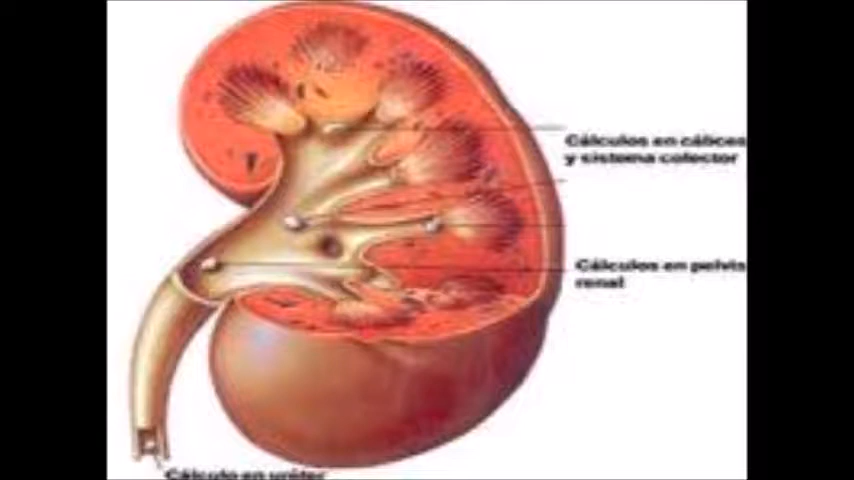 Cálculos en cálices
y sistema colector
Cálculos en pelvis
renal
Cálculo en uréter